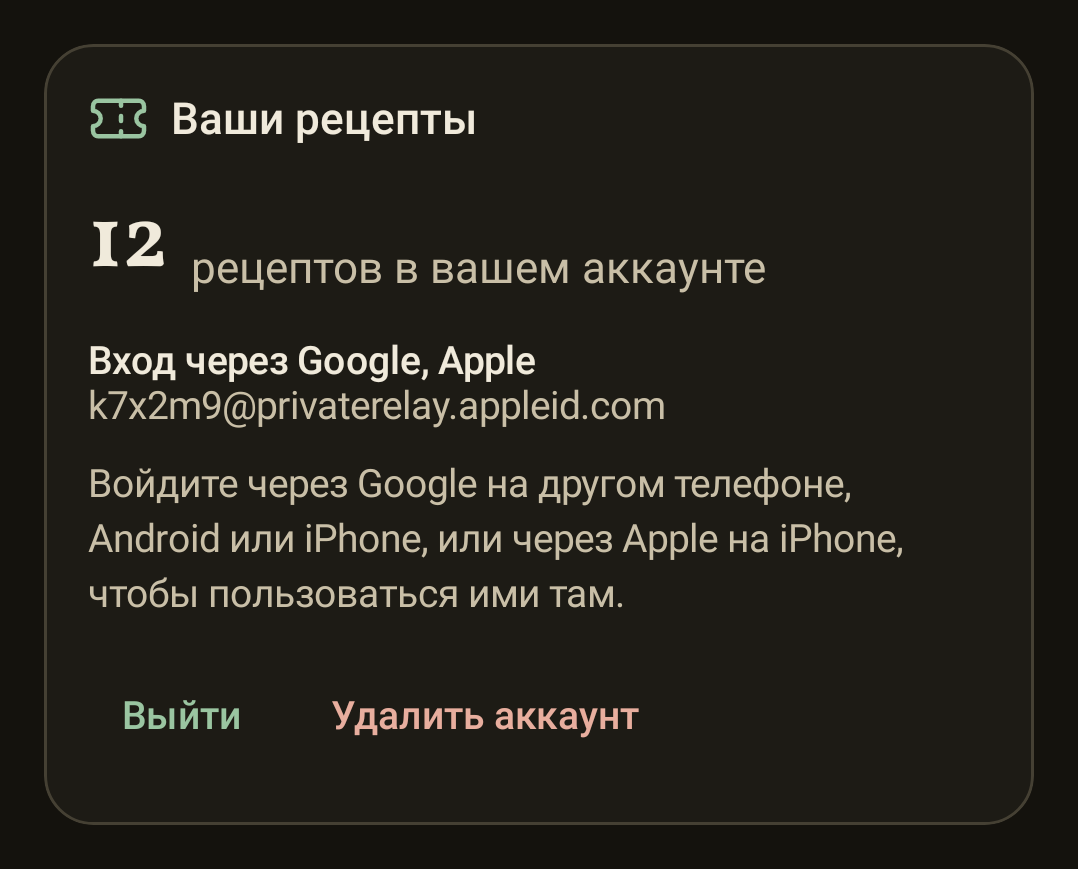 Ваши рецепты
12 рецептов в вашем аккаунте
Вход через Google, Apple
k7x2m9@privaterelay.appleid.com
Войдите через Google на другом телефоне,
Android или iPhone, или через Apple на iPhone,
чтобы пользоваться ими там.
Выйти Удалить аккаунт